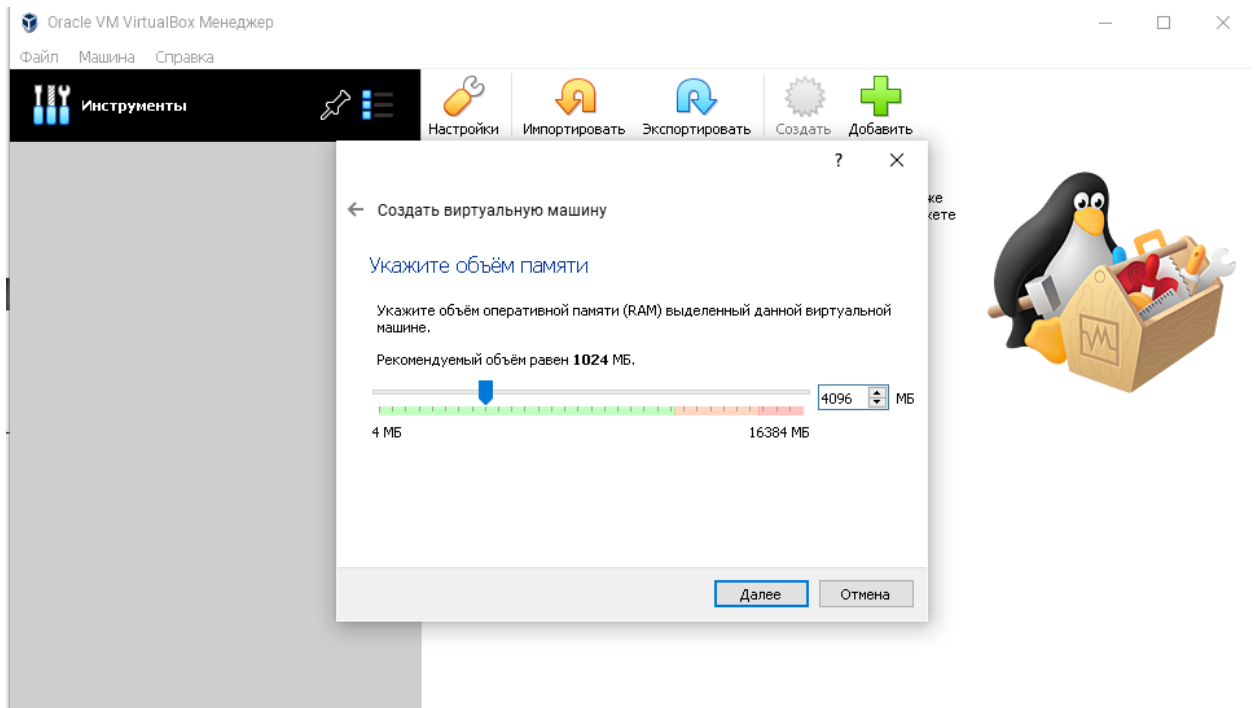 Oracle VM VirtualBox Менеджер
Файл Машина Справка
Инструменты
Настройки Импортировать Экспортировать Создать Добавить
?
Создать виртуальную машину
Укажите объём памяти
Укажите объём оперативной памяти (RAM) выделенный данной виртуальной
машине.
Рекомендуемый объём равен 1024 МБ.
4096 МБ
4 МБ 16384 МБ
Далее Отмена